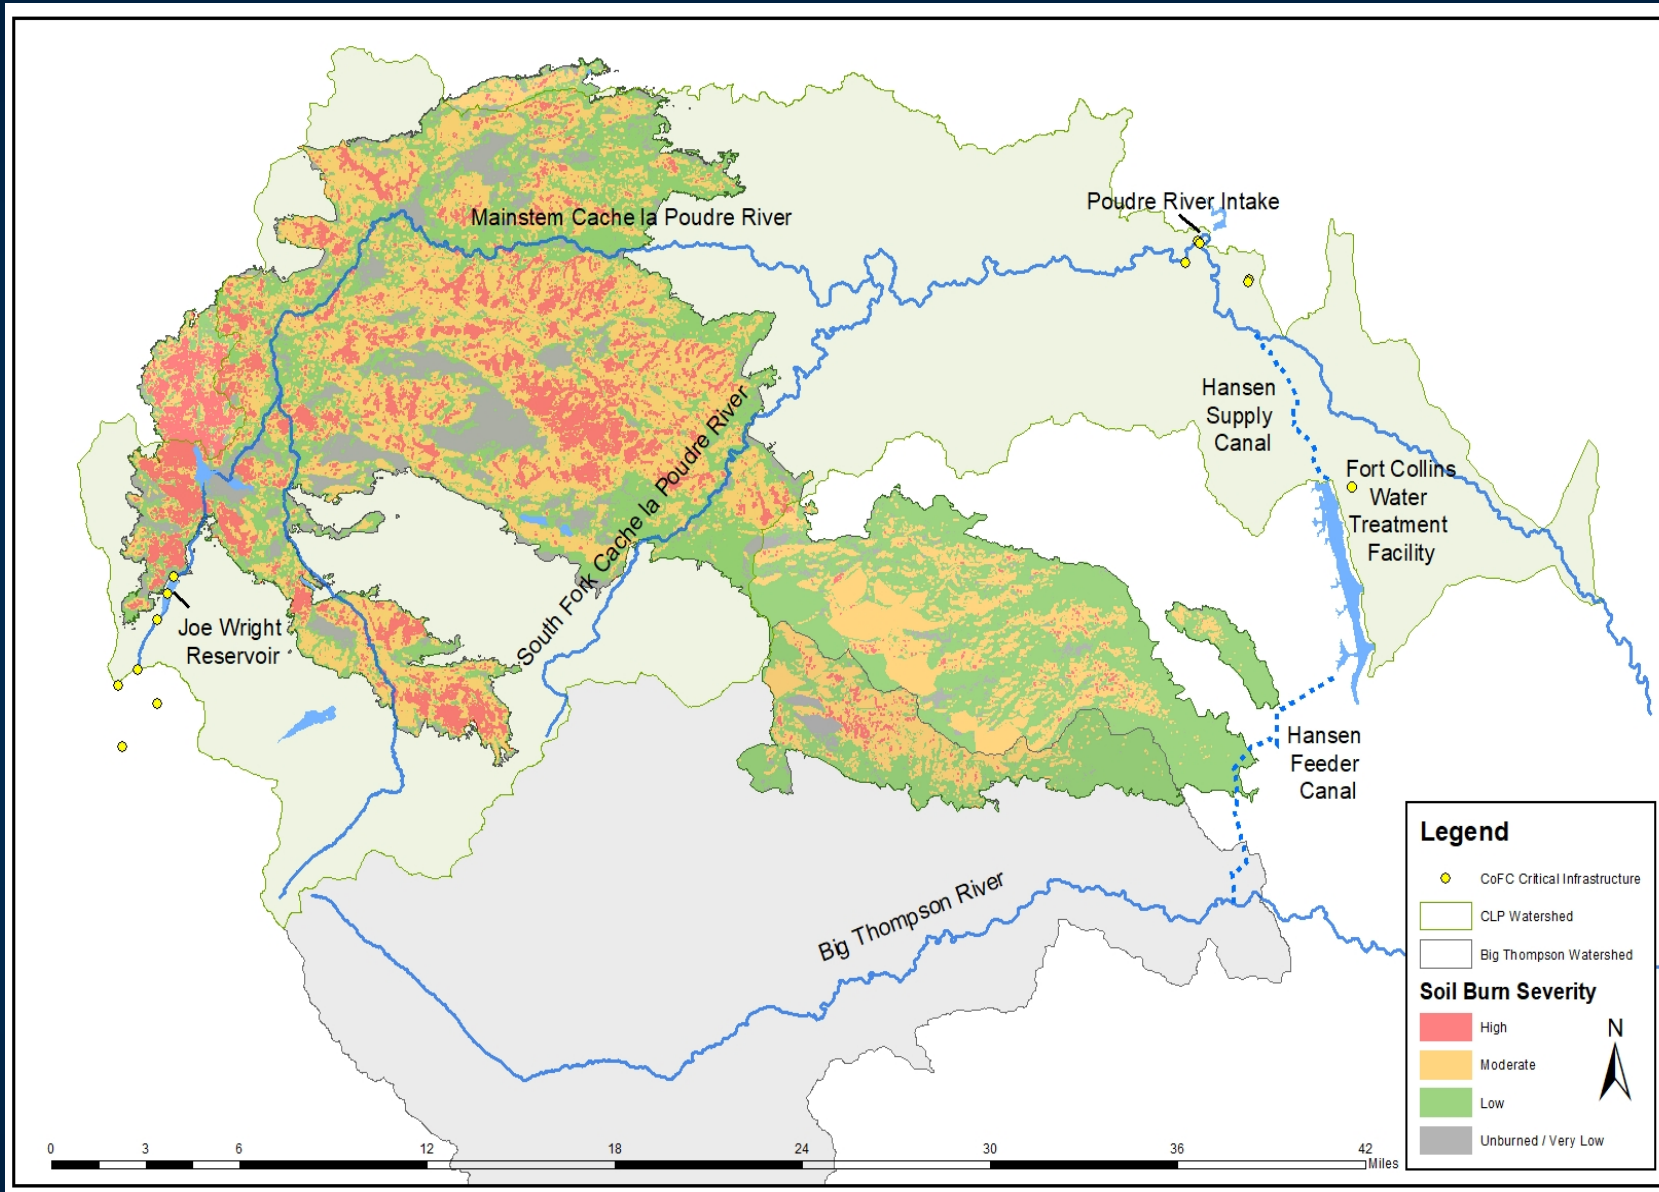 Mainstem Cache la Poudre River
Poudre River Intake
Hansen
Supply
Canal
Fort Collins
Water
Treatment
Facility
South Fork Cache la Poudre River
Joe Wright
Reservoir
Hansen
Feeder
Canal
Big Thompson River
Legend
CoFC Critical Infrastructure
CLP Watershed
Big Thompson Watershed
Soil Burn Severity
High
Moderate
Low
Unburned / Very Low
N
0 3 6 12 18 24 30 36 42
Miles